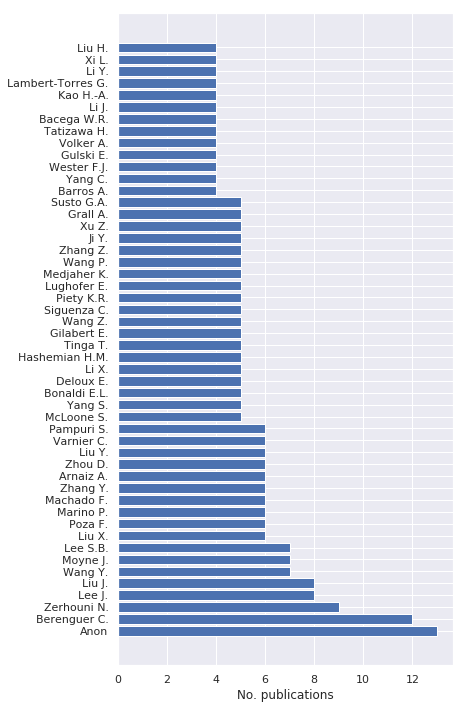 Liu H.
Xi L.
Li Y.
Lambert-Torres G.
Kao H.-A.
Li J.
Bacega W.R.
Tatizawa H.
Volker A.
Gulski E.
Wester F.J.
Yang C.
Barros A.
Susto G.A.
Grall A.
Xu Z.
Ji Y.
Zhang Z.
Wang P.
Medjaher K.
Lughofer E.
Piety K.R.
Siguenza C.
Wang Z.
Gilabert E.
Tinga T.
Hashemian H.M.
Li X.
Deloux E.
Bonaldi E.L.
Yang S.
McLoone S.
Pampuri S.
Varnier C.
Liu Y.
Zhou D.
Arnaiz A.
Zhang Y.
Machado F.
Marino P.
Poza F.
Liu X.
Lee S.B.
Moyne J.
Wang Y.
Liu J.
Lee J.
Zerhouni N.
Berenguer C.
Anon
0 2 4 6 8 10 12
No. publications